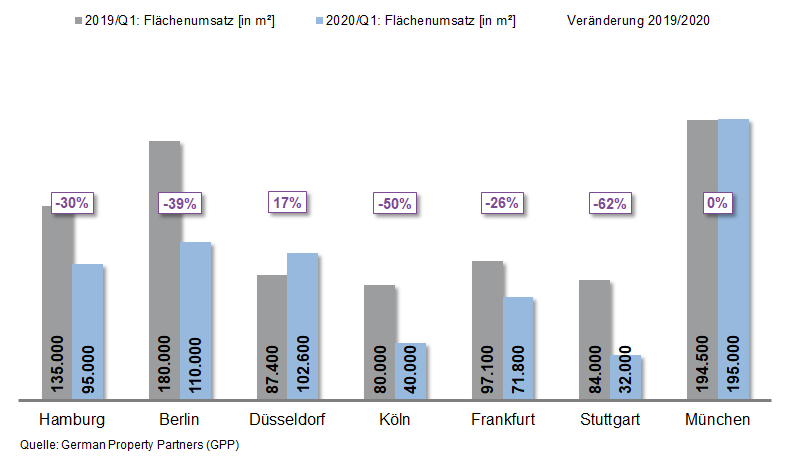 2019/Q1: Flächenumsatz [in m²] 2020/Q1: Flächenumsatz [in m²] Veränderung 2019/2020
-30% -39% 17% -50% -26% -62% 0%
135.000 95.000 180.000 110.000 87.400 102.600 80.000 40.000 97.100 71.800 84.000 32.000 194.500 195.000
Hamburg Berlin Düsseldorf Köln Frankfurt Stuttgart München
Quelle: German Property Partners (GPP)